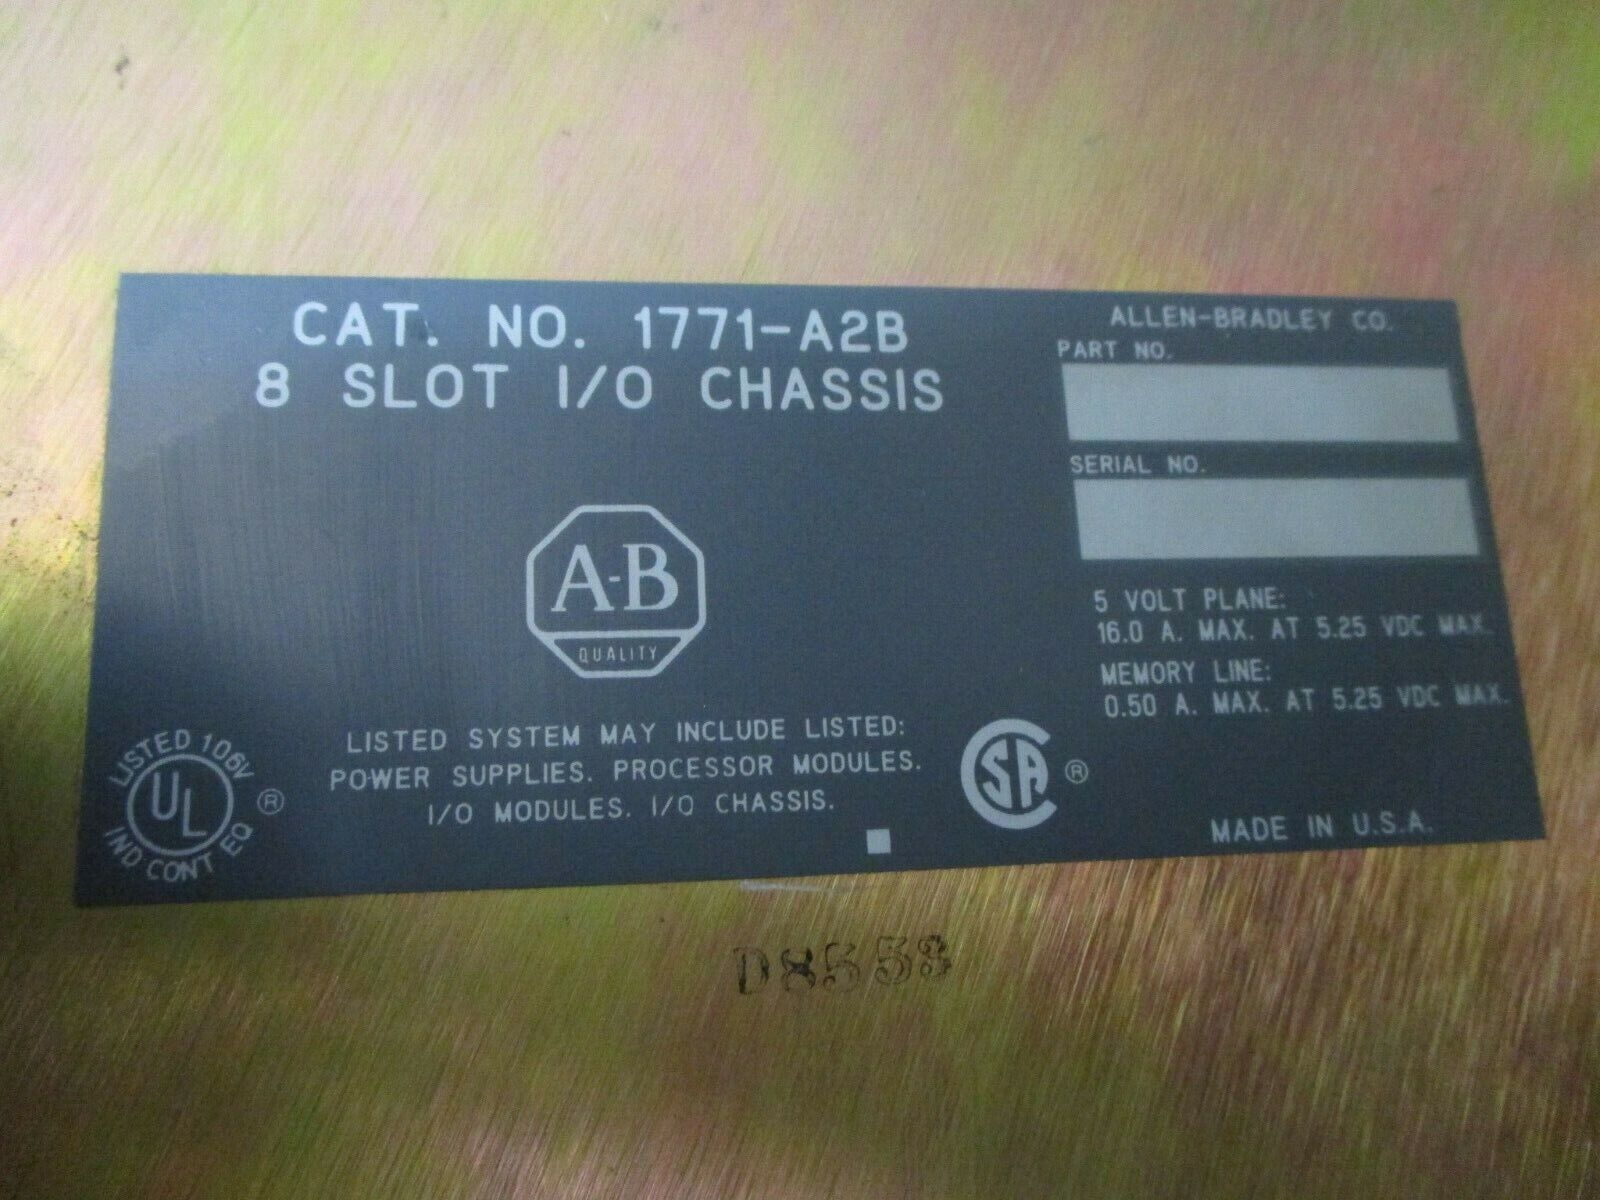 CAT. NO. 1771-A2B
8 SLOT I/O CHASSIS
ALLEN-BRADLEY CO.
PART NO.
SERIAL NO.
A-B
QUALITY
5 VOLT PLANE:
16.0 A. MAX. AT 5.25 VDC MAX.
MEMORY LINE:
0.50 A. MAX. AT 5.25 VDC MAX.
LISTED 106V
UL ®
IND CONT EQ
LISTED SYSTEM MAY INCLUDE LISTED:
POWER SUPPLIES. PROCESSOR MODULES.
I/O MODULES. I/O CHASSIS.
SA ®
MADE IN U.S.A.
D8558